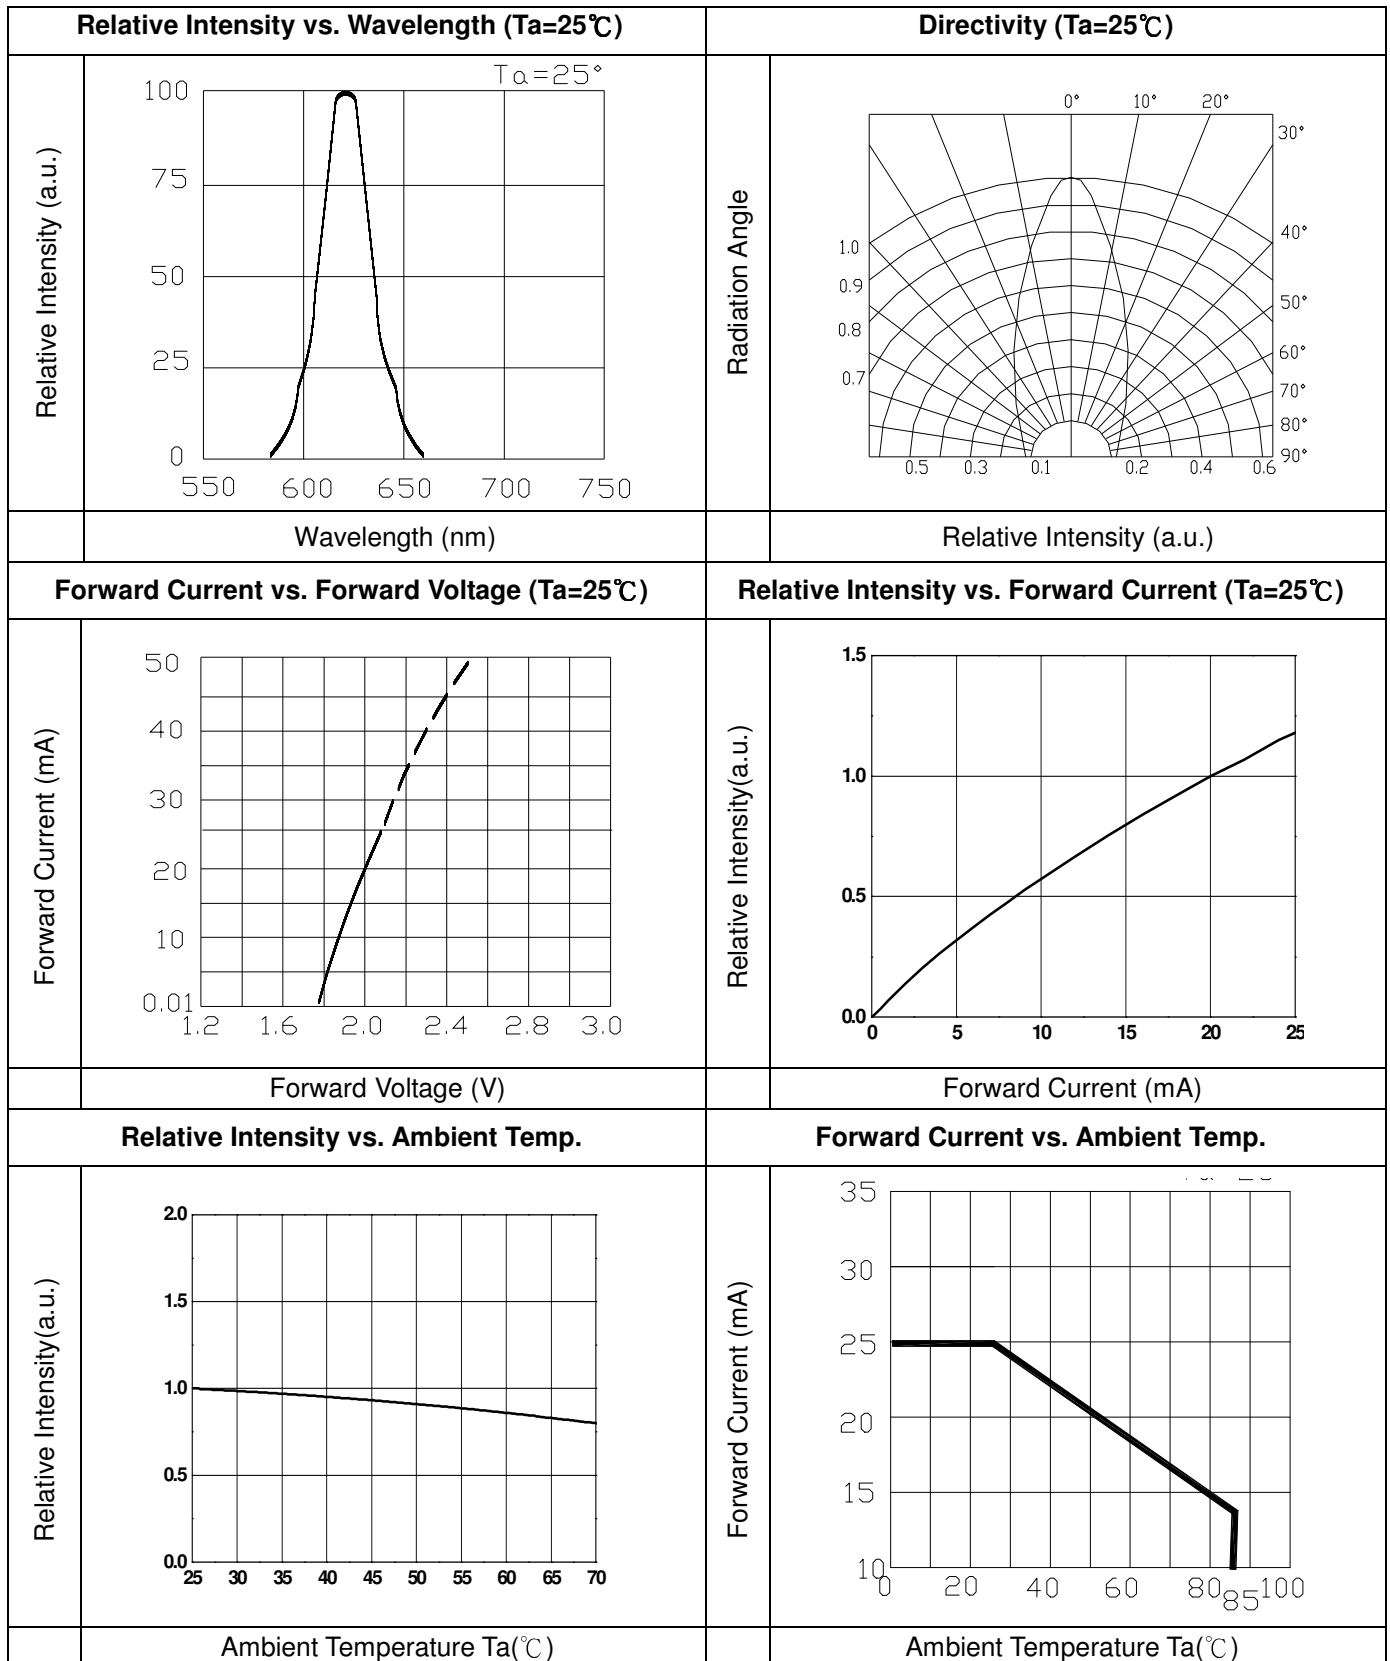 Relative Intensity vs. Wavelength (Ta=25℃)
Directivity (Ta=25℃)
Relative Intensity (a.u.)
Ta=25°
100
75
50
25
0
550 600 650 700 750
Wavelength (nm)
Radiation Angle
0° 10° 20°
30°
40°
50°
60°
70°
80°
90°
1.0
0.9
0.8
0.7
0.5 0.3 0.1 0.2 0.4 0.6
Relative Intensity (a.u.)
Forward Current vs. Forward Voltage (Ta=25℃)
Relative Intensity vs. Forward Current (Ta=25℃)
Forward Current (mA)
50
40
30
20
10
0.01
1.2 1.6 2.0 2.4 2.8 3.0
Forward Voltage (V)
Relative Intensity(a.u.)
1.5
1.0
0.5
0.0
0 5 10 15 20 25
Forward Current (mA)
Relative Intensity vs. Ambient Temp.
Forward Current vs. Ambient Temp.
Relative Intensity(a.u.)
2.0
1.5
1.0
0.5
0.0
25 30 35 40 45 50 55 60 65 70
Ambient Temperature Ta(℃)
Forward Current (mA)
35
30
25
20
15
10
0 20 40 60 80 85 100
Ambient Temperature Ta(℃)